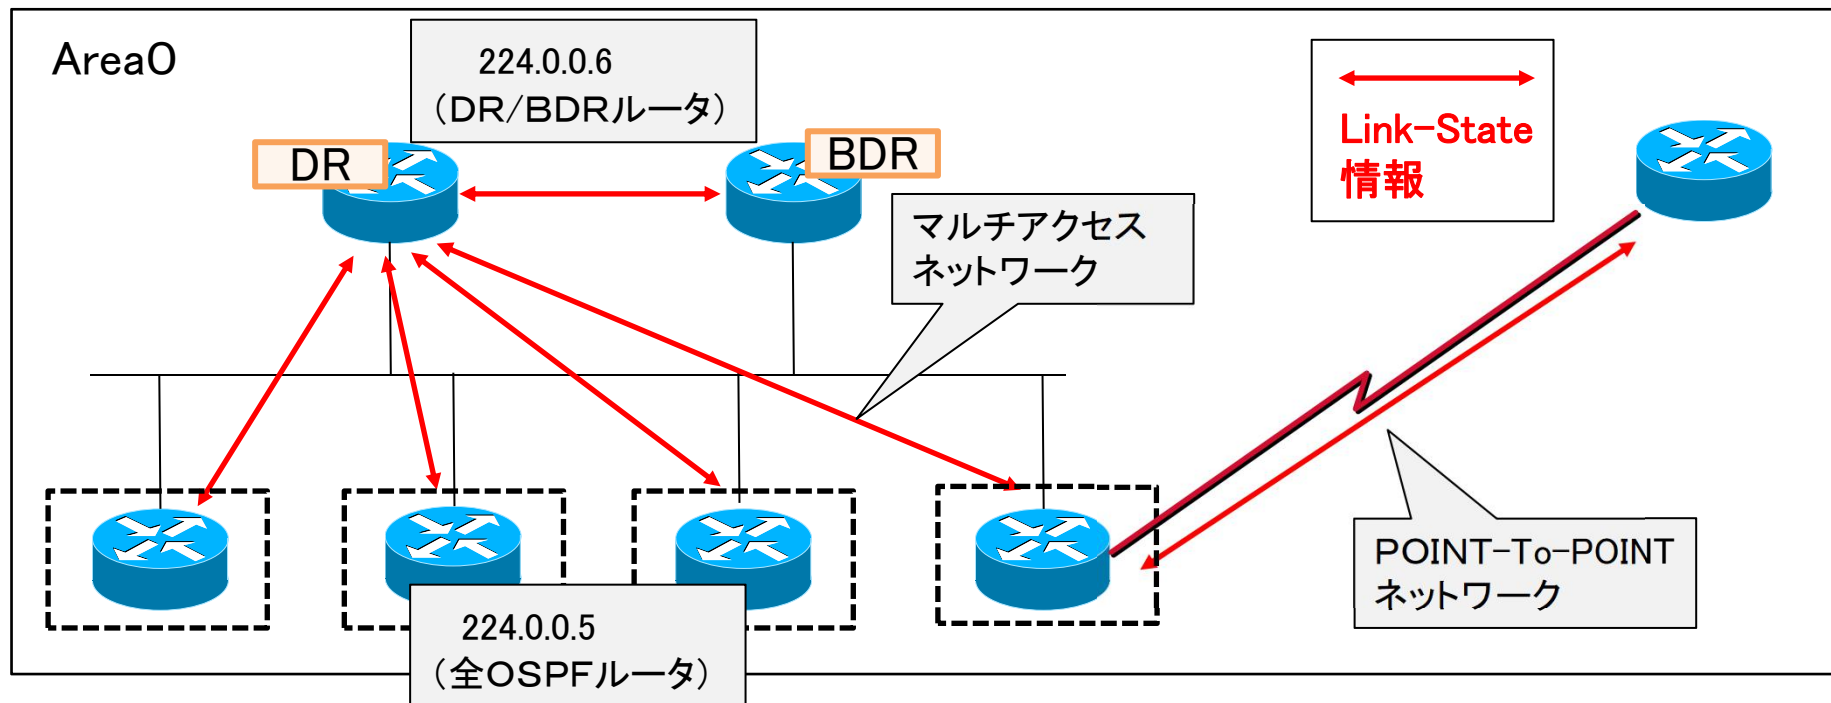 Area0
224.0.0.6
(DR/BDRルータ)
DR
BDR
Link-State
情報
マルチアクセス
ネットワーク
POINT-To-POINT
ネットワーク
224.0.0.5
(全OSPFルータ)